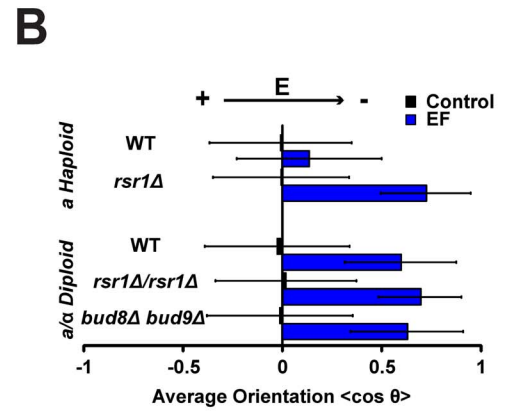 B
E
+ -
Control
EF
a Haploid
WT
rsr1Δ
a/α Diploid
WT
rsr1Δ/rsr1Δ
bud8Δ bud9Δ
-1 -0.5 0 0.5 1
Average Orientation <cos θ>